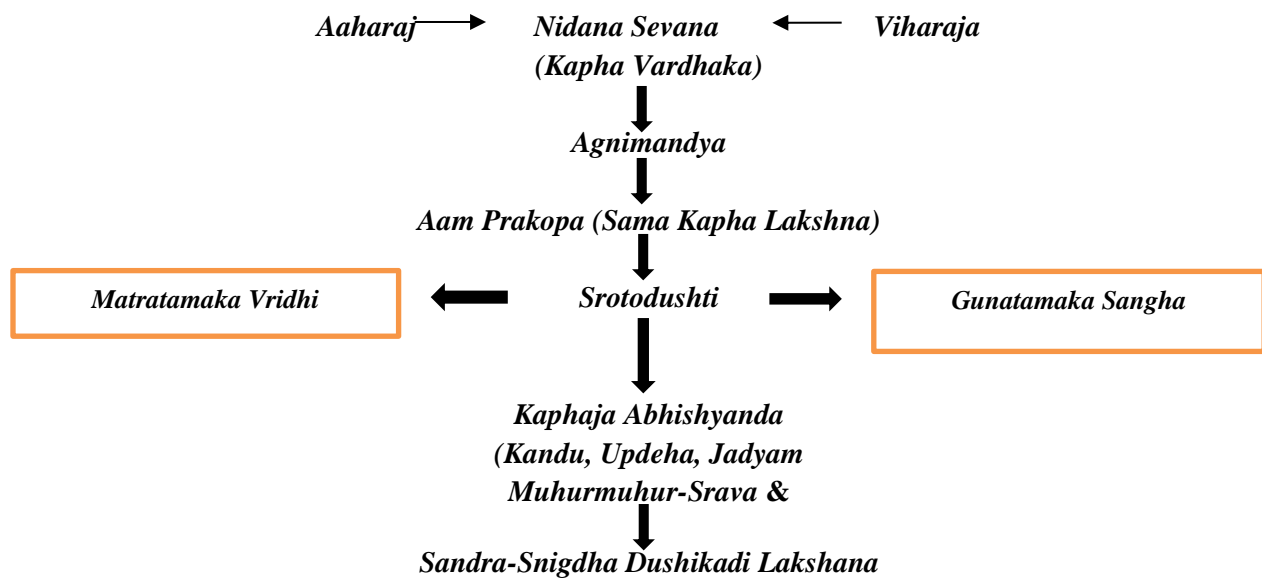 Aaharaj Nidana Sevana Viharaja
(Kapha Vardhaka)
Agnimandya
Aam Prakopa (Sama Kapha Lakshna)
Matratamaka Vridhi Srotodushti Gunatamaka Sangha
Kaphaja Abhishyanda
(Kandu, Updeha, Jadyam
Muhurmuhur-Srava &
Sandra-Snigdha Dushikadi Lakshana